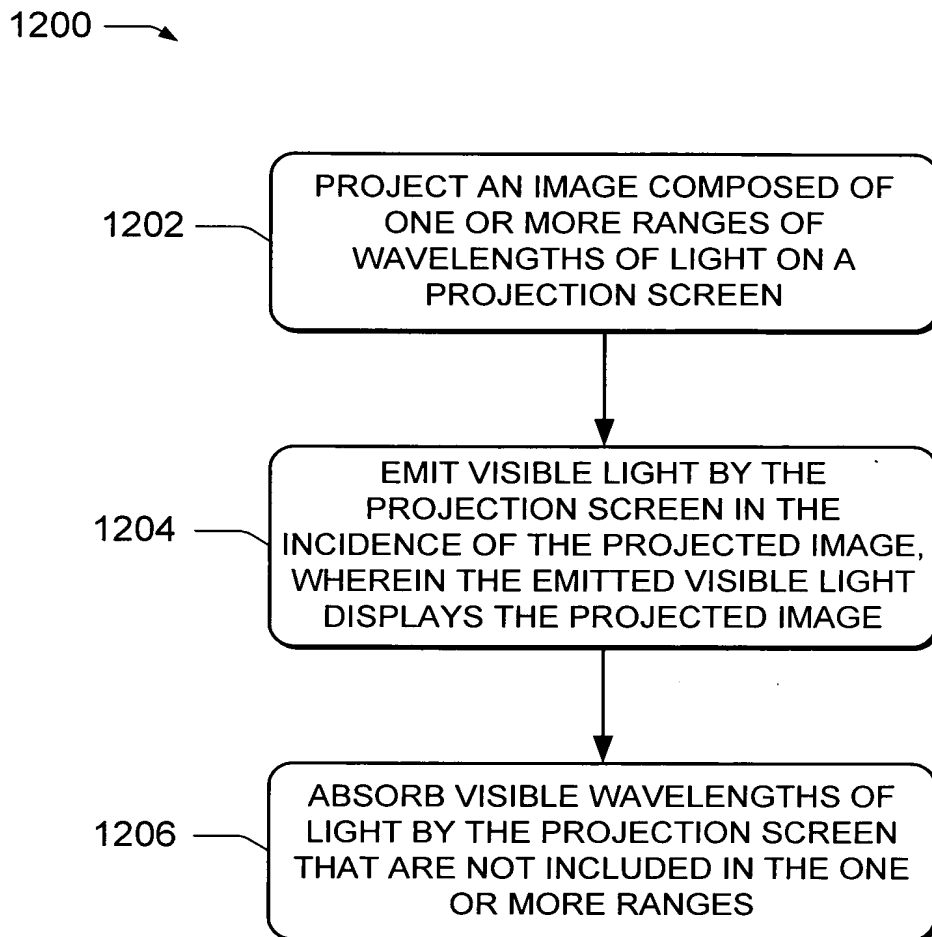 1200
1202
PROJECT AN IMAGE COMPOSED OF
ONE OR MORE RANGES OF
WAVELENGTHS OF LIGHT ON A
PROJECTION SCREEN
1204
EMIT VISIBLE LIGHT BY THE
PROJECTION SCREEN IN THE
INCIDENCE OF THE PROJECTED IMAGE,
WHEREIN THE EMITTED VISIBLE LIGHT
DISPLAYS THE PROJECTED IMAGE
1206
ABSORB VISIBLE WAVELENGTHS OF
LIGHT BY THE PROJECTION SCREEN
THAT ARE NOT INCLUDED IN THE ONE
OR MORE RANGES